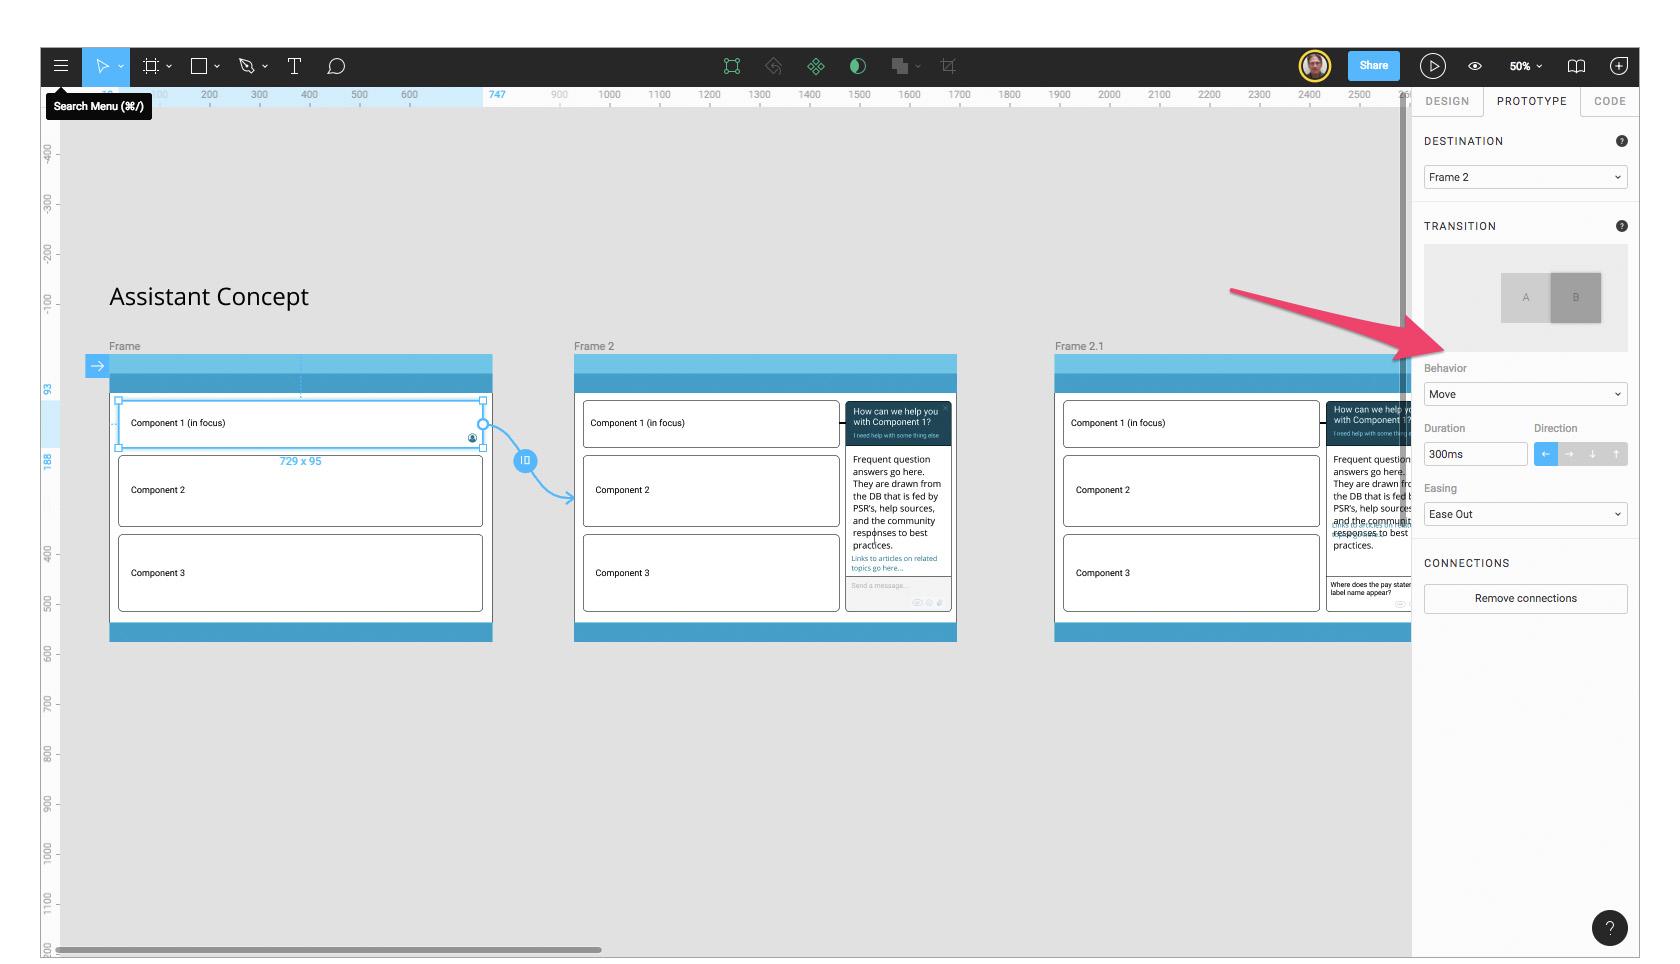 Share
50%
Search Menu (⌘/)
200
300
400
500
600
747
900
1000
1100
1200
1300
1400
1500
1600
1700
1800
1900
2000
2100
2200
2300
2400
2500
DESIGN
PROTOTYPE
CODE
DESTINATION
?
Frame 2
TRANSITION
?
A
B
Behavior
Move
Duration
Direction
300ms
Easing
Ease Out
CONNECTIONS
Remove connections
-400
-300
-200
-100
93
188
400
500
600
700
800
900
1000
1100
Assistant Concept
Frame
Component 1 (in focus)
729 x 95
Component 2
Component 3
Frame 2
Component 1 (in focus)
Component 2
Component 3
How can we help you
with Component 1?
I need help with some thing else
Frequent question
answers go here.
They are drawn from
the DB that is fed by
PSR's, help sources,
and the community
responses to best
practices.
Links to articles on related
topics go here...
Send a message...
Frame 2.1
Component 1 (in focus)
Component 2
Component 3
How can we help yo
with Component 1?
I need help with some thing els
Frequent question
answers go here.
They are drawn fr
the DB that is fed b
PSR's, help sources
and the communit
responses to best
practices.
Where does the pay stater
label name appear?
?